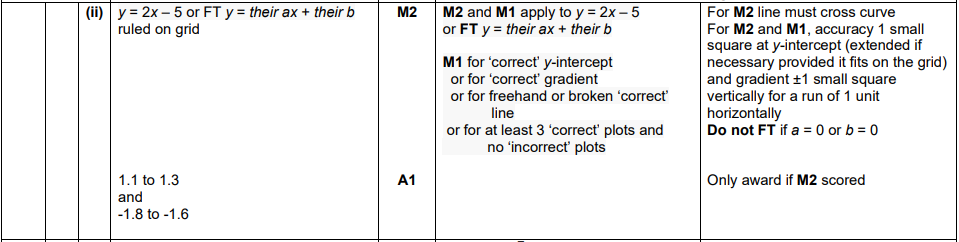 (ii)
y = 2x – 5 or FT y = their ax + their b
ruled on grid
1.1 to 1.3
and
-1.8 to -1.6
M2
A1
M2 and M1 apply to y = 2x – 5
or FT y = their ax + their b
M1 for ‘correct’ y-intercept
or for ‘correct’ gradient
or for freehand or broken ‘correct’
line
or for at least 3 ‘correct’ plots and
no ‘incorrect’ plots
For M2 line must cross curve
For M2 and M1, accuracy 1 small
square at y-intercept (extended if
necessary provided it fits on the grid)
and gradient ±1 small square
vertically for a run of 1 unit
horizontally
Do not FT if a = 0 or b = 0
Only award if M2 scored